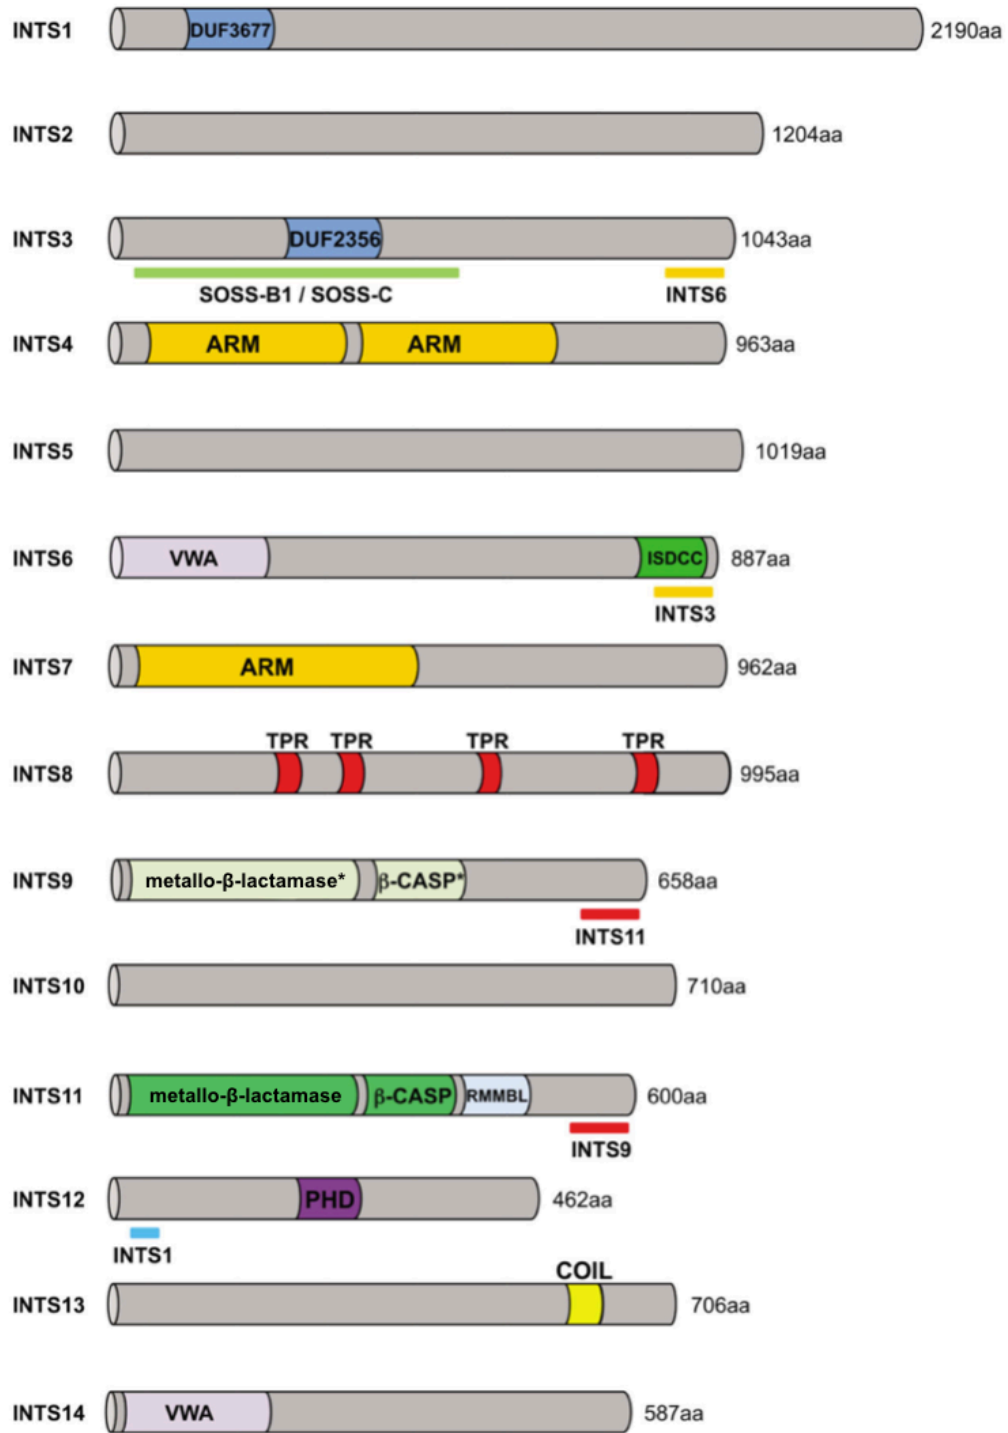 INTS1 DUF3677 2190aa
INTS2 1204aa
INTS3 DUF2356 1043aa
SOSS-B1 / SOSS-C INTS6
INTS4 ARM ARM 963aa
INTS5 1019aa
INTS6 VWA ISDCC 887aa
INTS3
INTS7 ARM 962aa
TPR TPR TPR TPR
INTS8 995aa
INTS9 metallo-β-lactamase* β-CASP* 658aa
INTS11
INTS10 710aa
INTS11 metallo-β-lactamase β-CASP RMMBL 600aa
INTS9
INTS12 PHD 462aa
INTS1
COIL
INTS13 706aa
INTS14 VWA 587aa